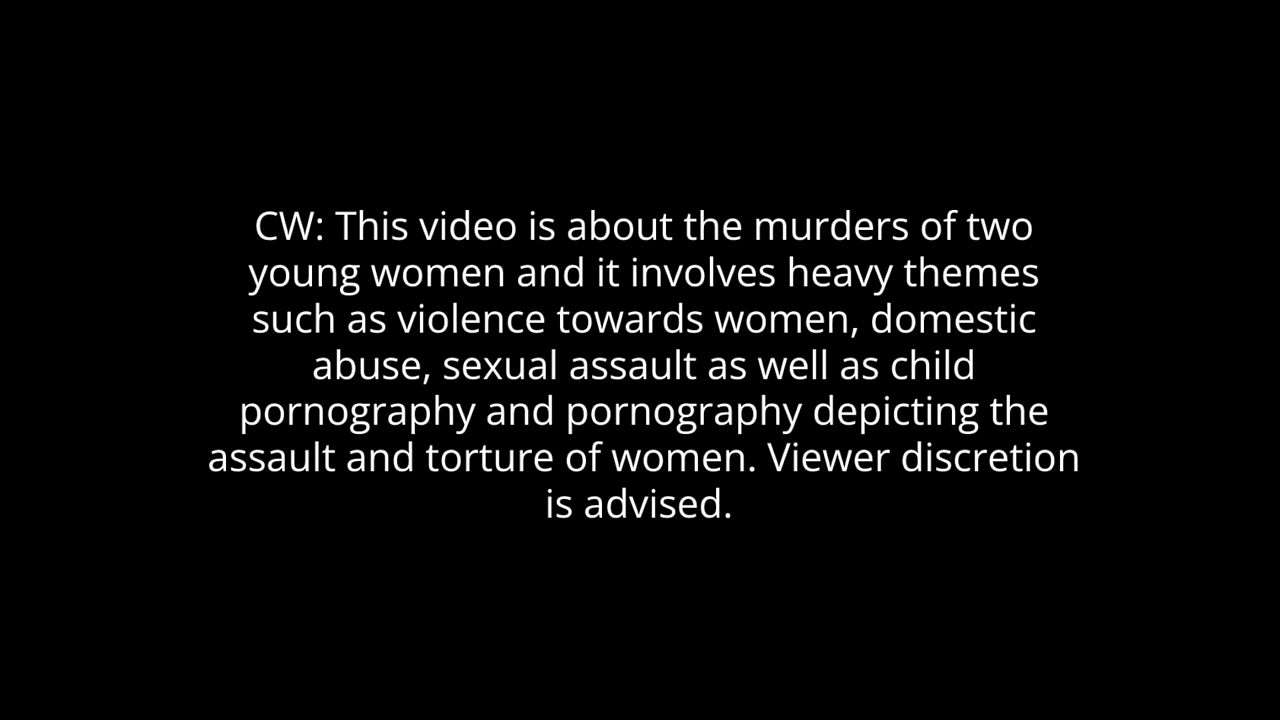 CW: This video is about the murders of two
young women and it involves heavy themes
such as violence towards women, domestic
abuse, sexual assault as well as child
pornography and pornography depicting the
assault and torture of women. Viewer discretion
is advised.